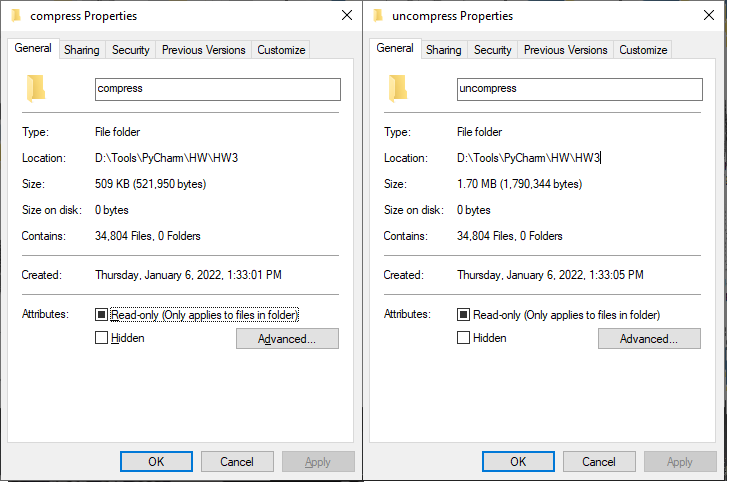 compress Properties
General Sharing Security Previous Versions Customize
compress
Type: File folder
Location: D:\Tools\PyCharm\HW\HW3
Size: 509 KB (521,950 bytes)
Size on disk: 0 bytes
Contains: 34,804 Files, 0 Folders
Created: Thursday, January 6, 2022, 1:33:01 PM
Attributes: Read-only (Only applies to files in folder)
Hidden Advanced...
OK Cancel Apply
uncompress Properties
General Sharing Security Previous Versions Customize
uncompress
Type: File folder
Location: D:\Tools\PyCharm\HW\HW3
Size: 1.70 MB (1,790,344 bytes)
Size on disk: 0 bytes
Contains: 34,804 Files, 0 Folders
Created: Thursday, January 6, 2022, 1:33:05 PM
Attributes: Read-only (Only applies to files in folder)
Hidden Advanced...
OK Cancel Apply